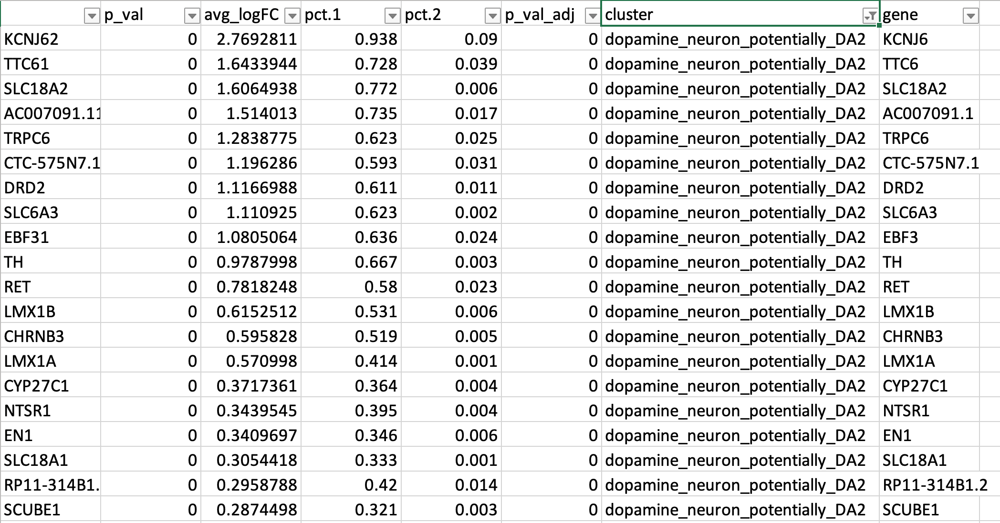 p_val avg_logFC pct.1 pct.2 p_val_adj cluster gene
KCNJ62 0 2.7692811 0.938 0.09 0 dopamine_neuron_potentially_DA2 KCNJ6
TTC61 0 1.6433944 0.728 0.039 0 dopamine_neuron_potentially_DA2 TTC6
SLC18A2 0 1.6064938 0.772 0.006 0 dopamine_neuron_potentially_DA2 SLC18A2
AC007091.11 0 1.514013 0.735 0.017 0 dopamine_neuron_potentially_DA2 AC007091.1
TRPC6 0 1.2838775 0.623 0.025 0 dopamine_neuron_potentially_DA2 TRPC6
CTC-575N7.1 0 1.196286 0.593 0.031 0 dopamine_neuron_potentially_DA2 CTC-575N7.1
DRD2 0 1.1166988 0.611 0.011 0 dopamine_neuron_potentially_DA2 DRD2
SLC6A3 0 1.110925 0.623 0.002 0 dopamine_neuron_potentially_DA2 SLC6A3
EBF31 0 1.0805064 0.636 0.024 0 dopamine_neuron_potentially_DA2 EBF3
TH 0 0.9787998 0.667 0.003 0 dopamine_neuron_potentially_DA2 TH
RET 0 0.7818248 0.58 0.023 0 dopamine_neuron_potentially_DA2 RET
LMX1B 0 0.6152512 0.531 0.006 0 dopamine_neuron_potentially_DA2 LMX1B
CHRNB3 0 0.595828 0.519 0.005 0 dopamine_neuron_potentially_DA2 CHRNB3
LMX1A 0 0.570998 0.414 0.001 0 dopamine_neuron_potentially_DA2 LMX1A
CYP27C1 0 0.3717361 0.364 0.004 0 dopamine_neuron_potentially_DA2 CYP27C1
NTSR1 0 0.3439545 0.395 0.004 0 dopamine_neuron_potentially_DA2 NTSR1
EN1 0 0.3409697 0.346 0.006 0 dopamine_neuron_potentially_DA2 EN1
SLC18A1 0 0.3054418 0.333 0.001 0 dopamine_neuron_potentially_DA2 SLC18A1
RP11-314B1. 0 0.2958788 0.42 0.014 0 dopamine_neuron_potentially_DA2 RP11-314B1.2
SCUBE1 0 0.2874498 0.321 0.003 0 dopamine_neuron_potentially_DA2 SCUBE1